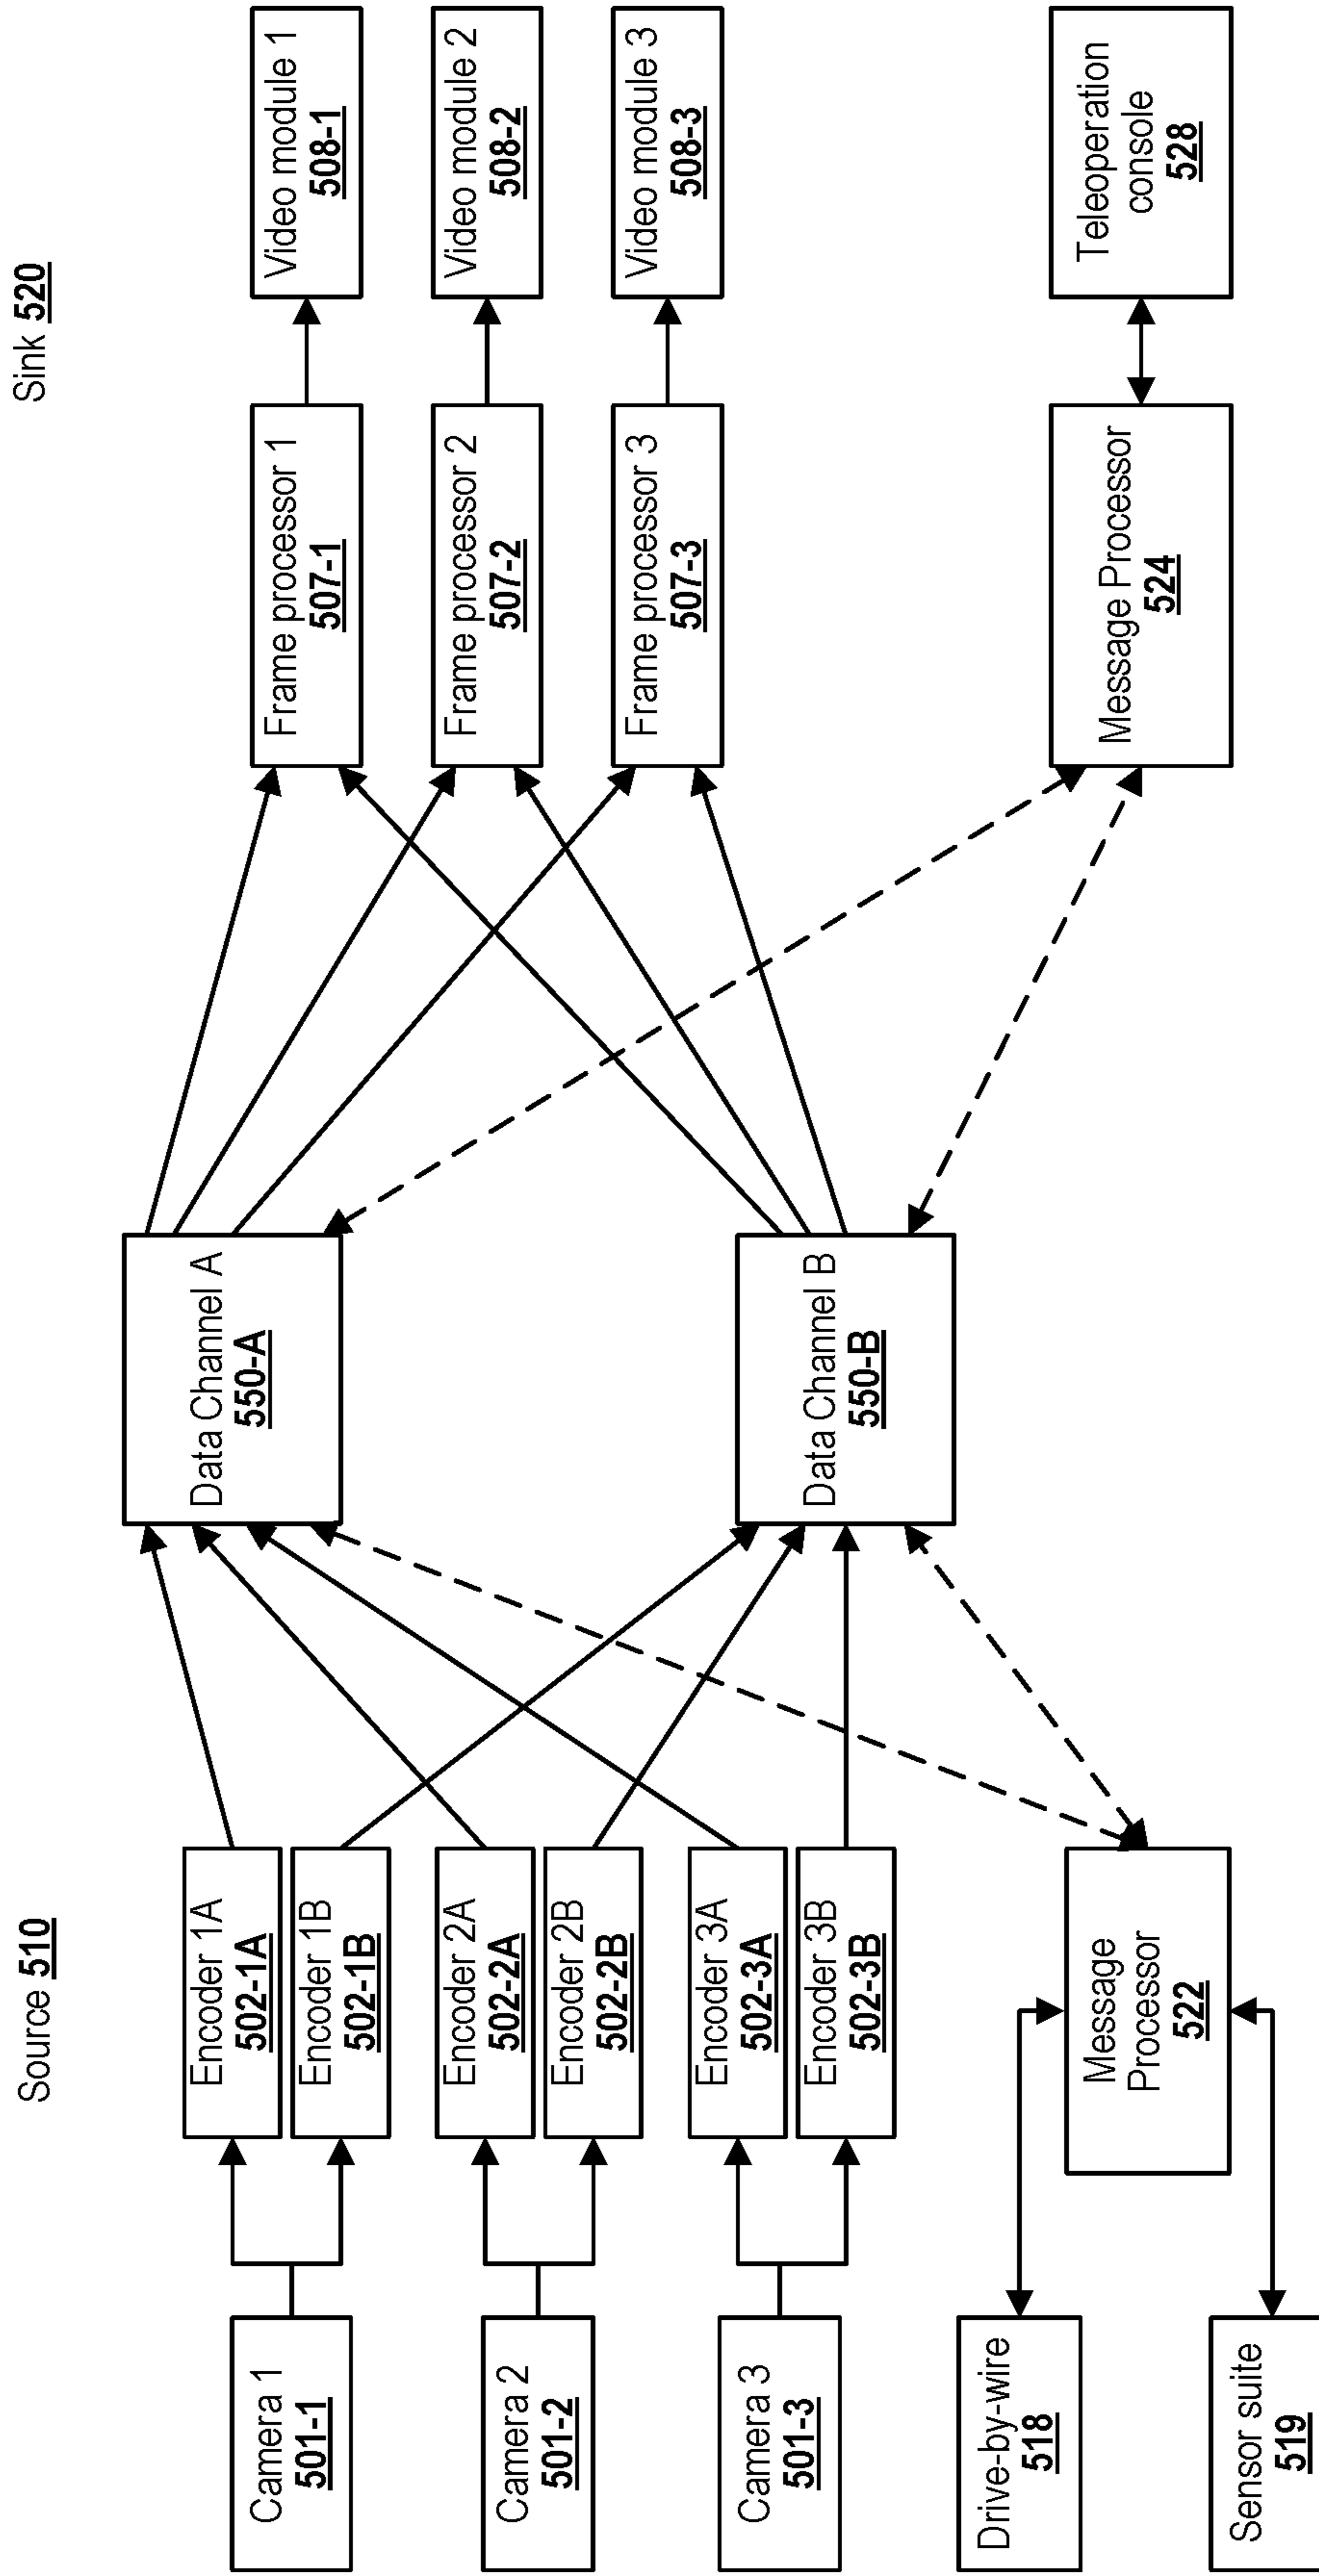 Source 510
Sink 520
Camera 1
501-1
Camera 2
501-2
Camera 3
501-3
Drive-by-wire
518
Sensor suite
519
Encoder 1A
502-1A
Encoder 1B
502-1B
Encoder 2A
502-2A
Encoder 2B
502-2B
Encoder 3A
502-3A
Encoder 3B
502-3B
Message
Processor
522
Data Channel A
550-A
Data Channel B
550-B
Frame processor 1
507-1
Frame processor 2
507-2
Frame processor 3
507-3
Message Processor
524
Video module 1
508-1
Video module 2
508-2
Video module 3
508-3
Teleoperation
console
528